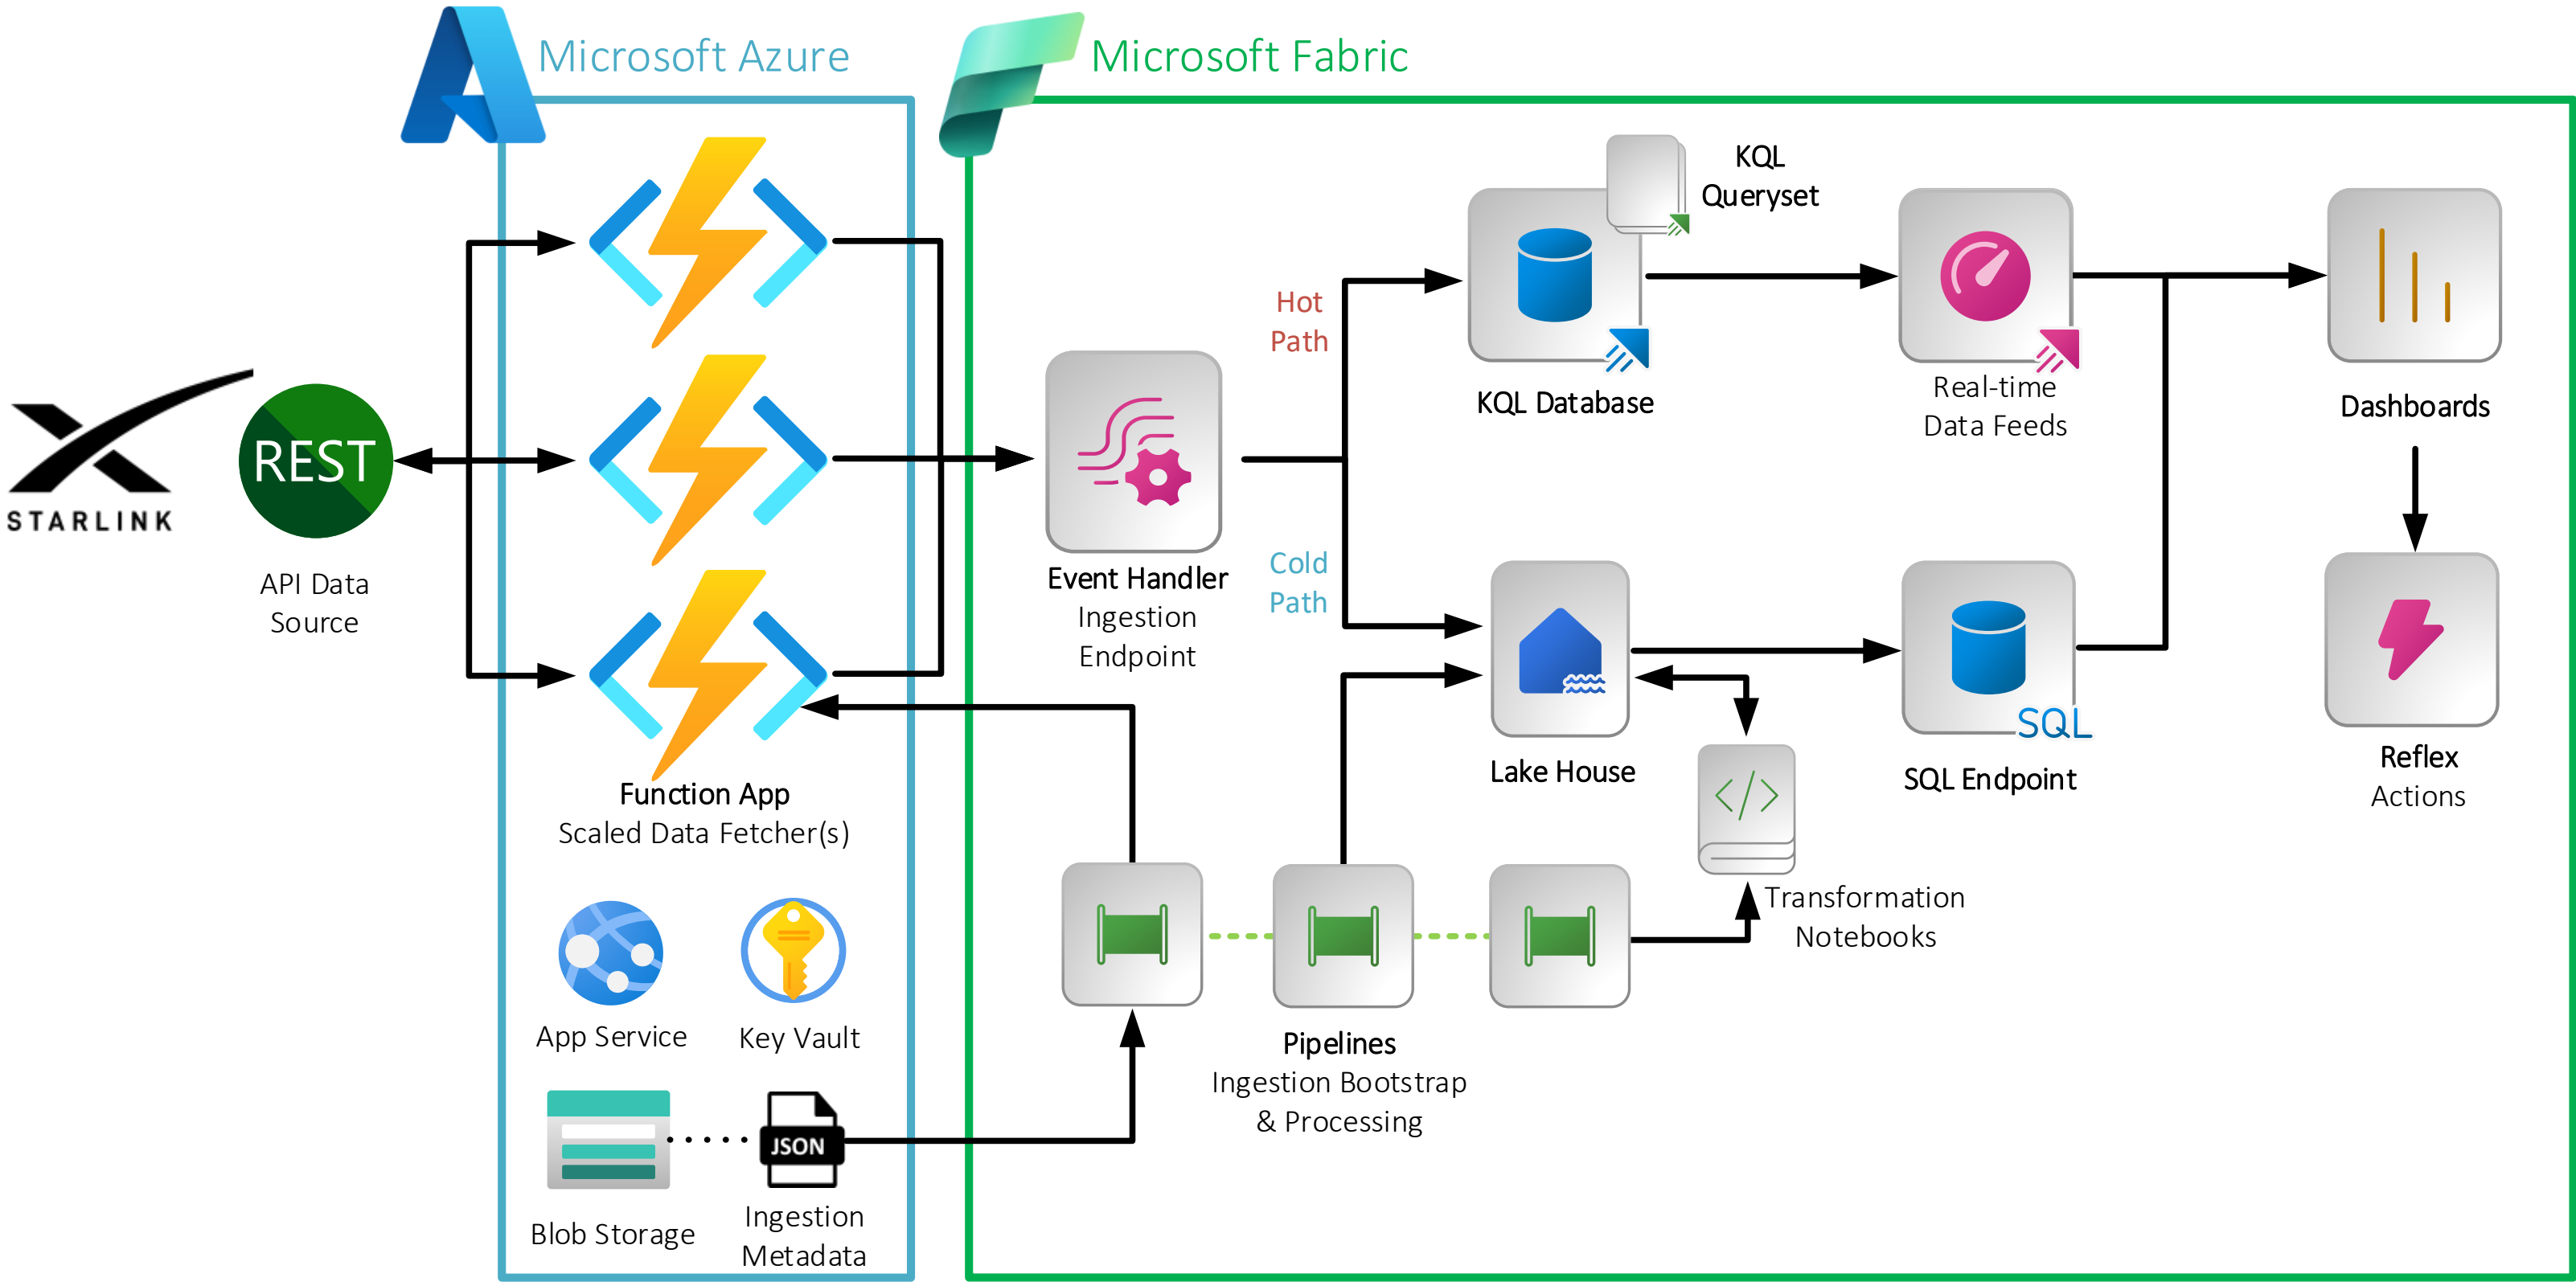 Microsoft Azure
Microsoft Fabric
KQL
Queryset
Hot
Path
KQL Database
Real-time
Data Feeds
Dashboards
STARLINK
REST
API Data
Source
Event Handler
Ingestion
Endpoint
Cold
Path
Lake House
SQL
SQL Endpoint
Reflex
Actions
Function App
Scaled Data Fetcher(s)
</>
Transformation
Notebooks
App Service
Key Vault
Pipelines
Ingestion Bootstrap
& Processing
JSON
Blob Storage
Ingestion
Metadata